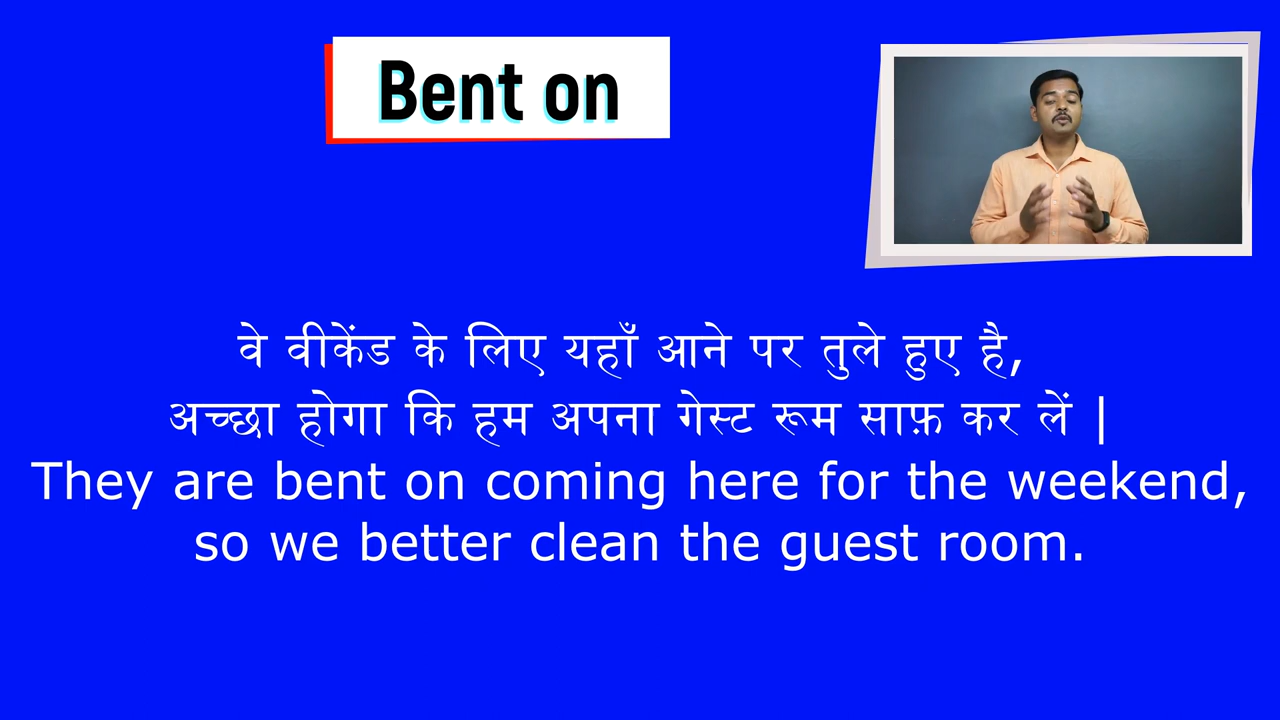 Bent on
वे वीकेंड के लिए यहाँ आने पर तुले हुए है,
अच्छा होगा कि हम अपना गेस्ट रूम साफ़ कर लें |
They are bent on coming here for the weekend,
so we better clean the guest room.